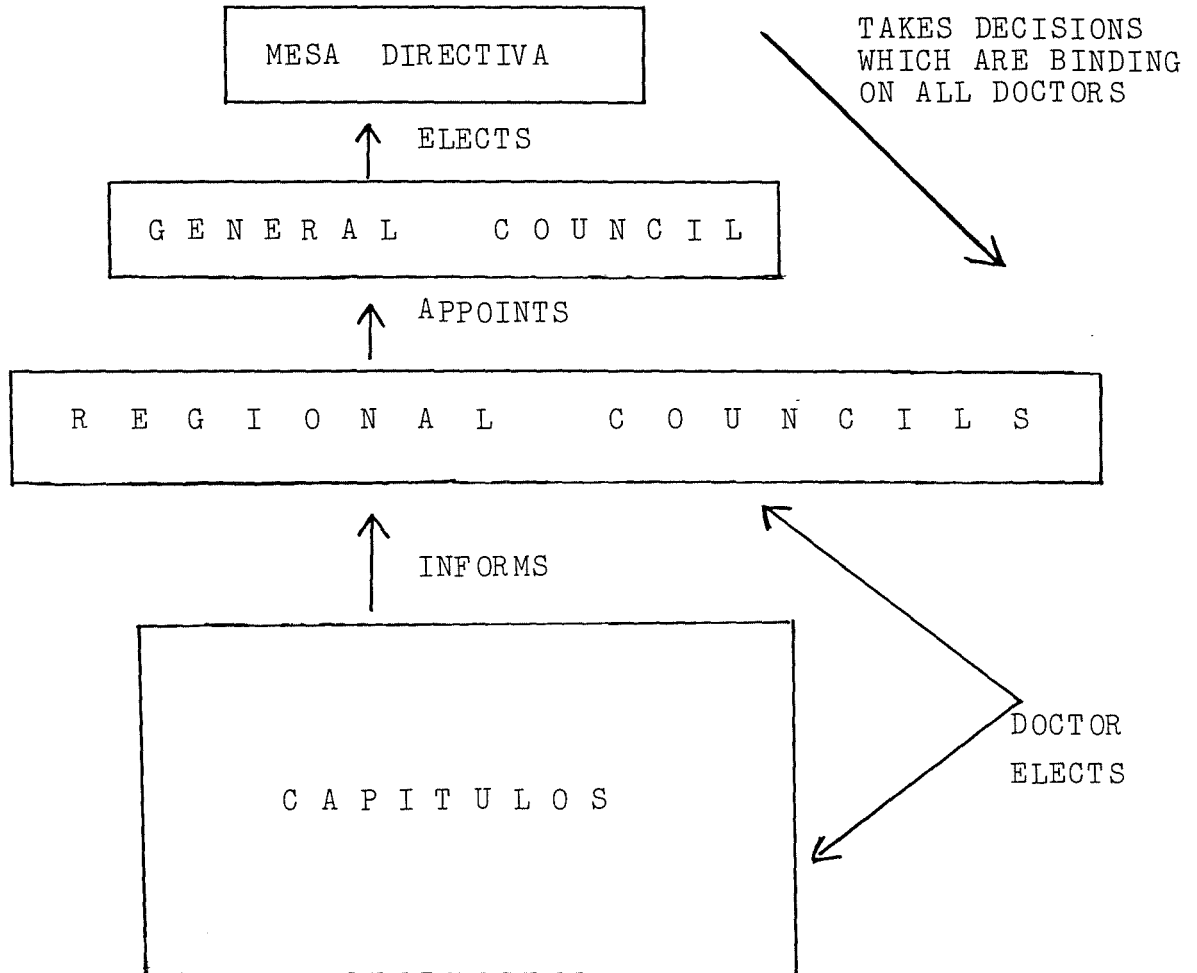 MESA DIRECTIVA
TAKES DECISIONS
WHICH ARE BINDING
ON ALL DOCTORS
ELECTS
GENERAL COUNCIL
APPOINTS
REGIONAL COUNCILS
INFORMS
DOCTOR
ELECTS
CAPITULOS